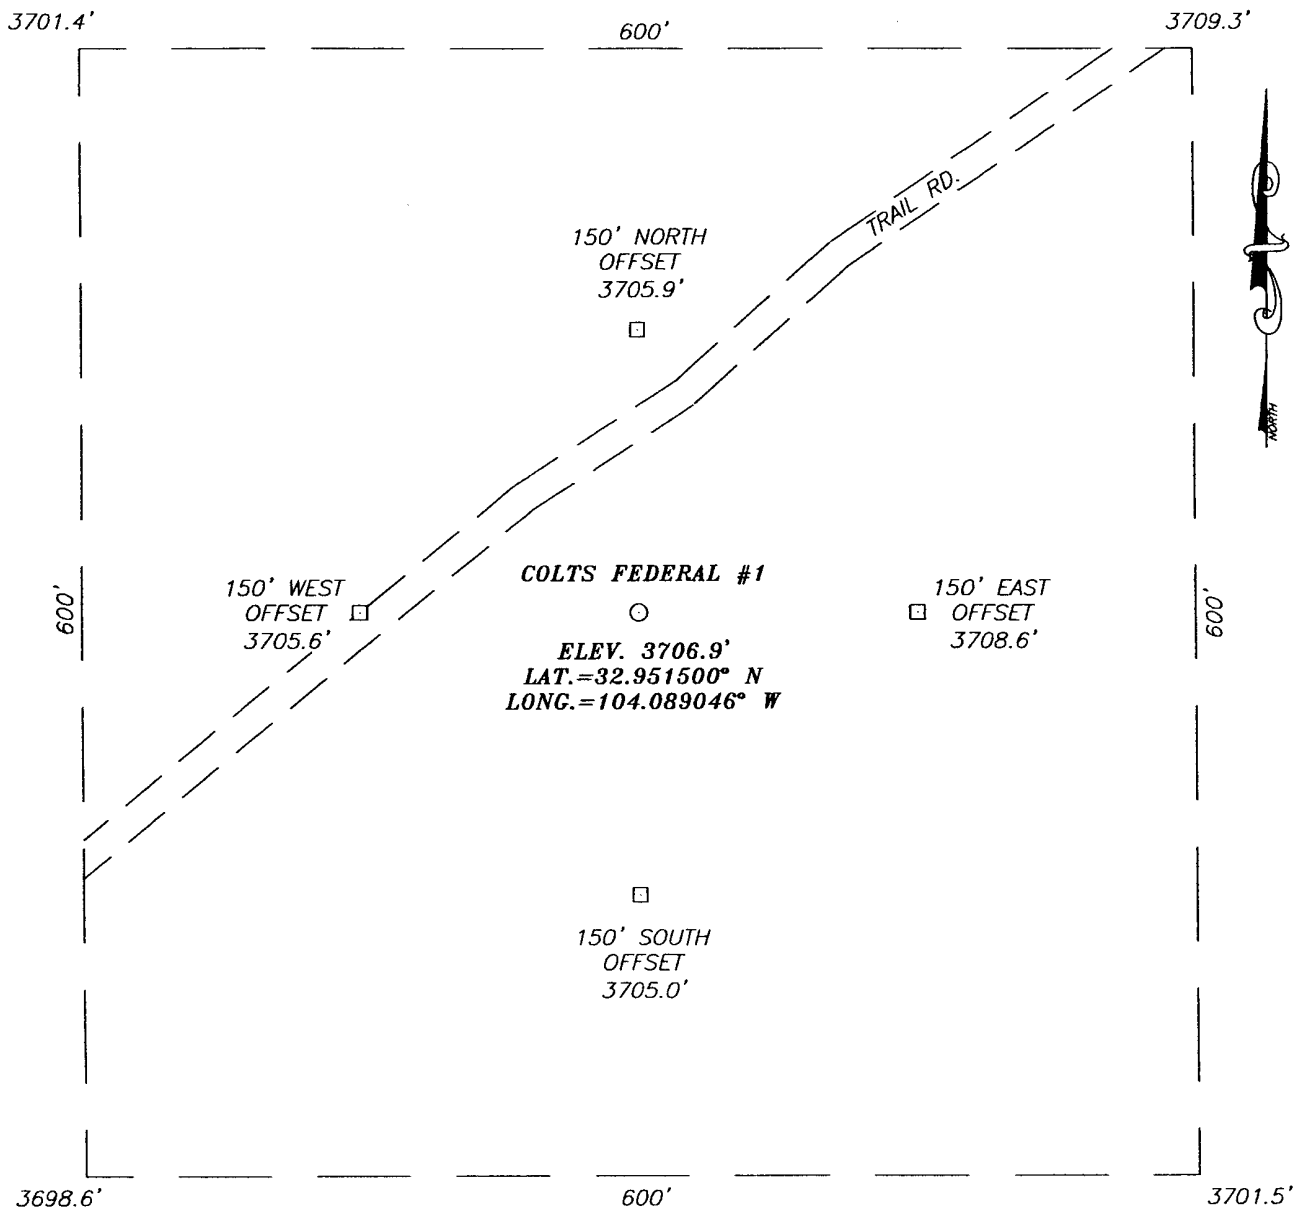 3701.4'
600'
3709.3'
TRAIL RD.
NORTH
150' NORTH
OFFSET
3705.9'
600'
150' WEST
OFFSET
3705.6'
COLTS FEDERAL #1
ELEV. 3706.9'
LAT.=32.951500° N
LONG.=104.089046° W
150' EAST
OFFSET
3708.6'
600'
150' SOUTH
OFFSET
3705.0'
3698.6'
600'
3701.5'